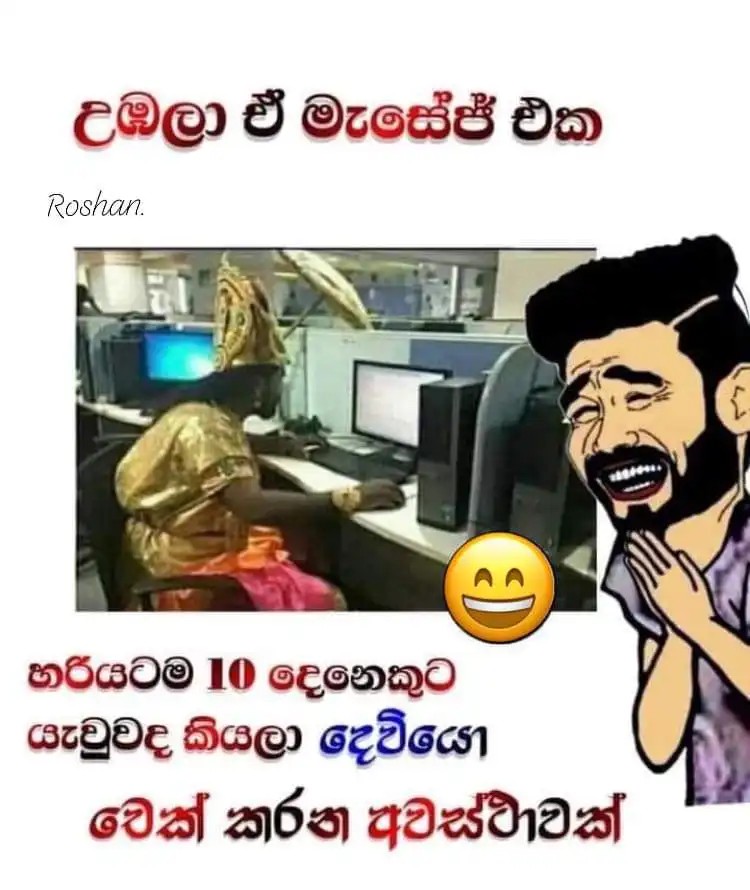 උඹලා ඒ මැසේජ් එක
Roshan.
හරියටම 10 දෙනෙකුට
යැව්වද කියලා දෙවියො
චෙක් කරන අවස්ථාවක්